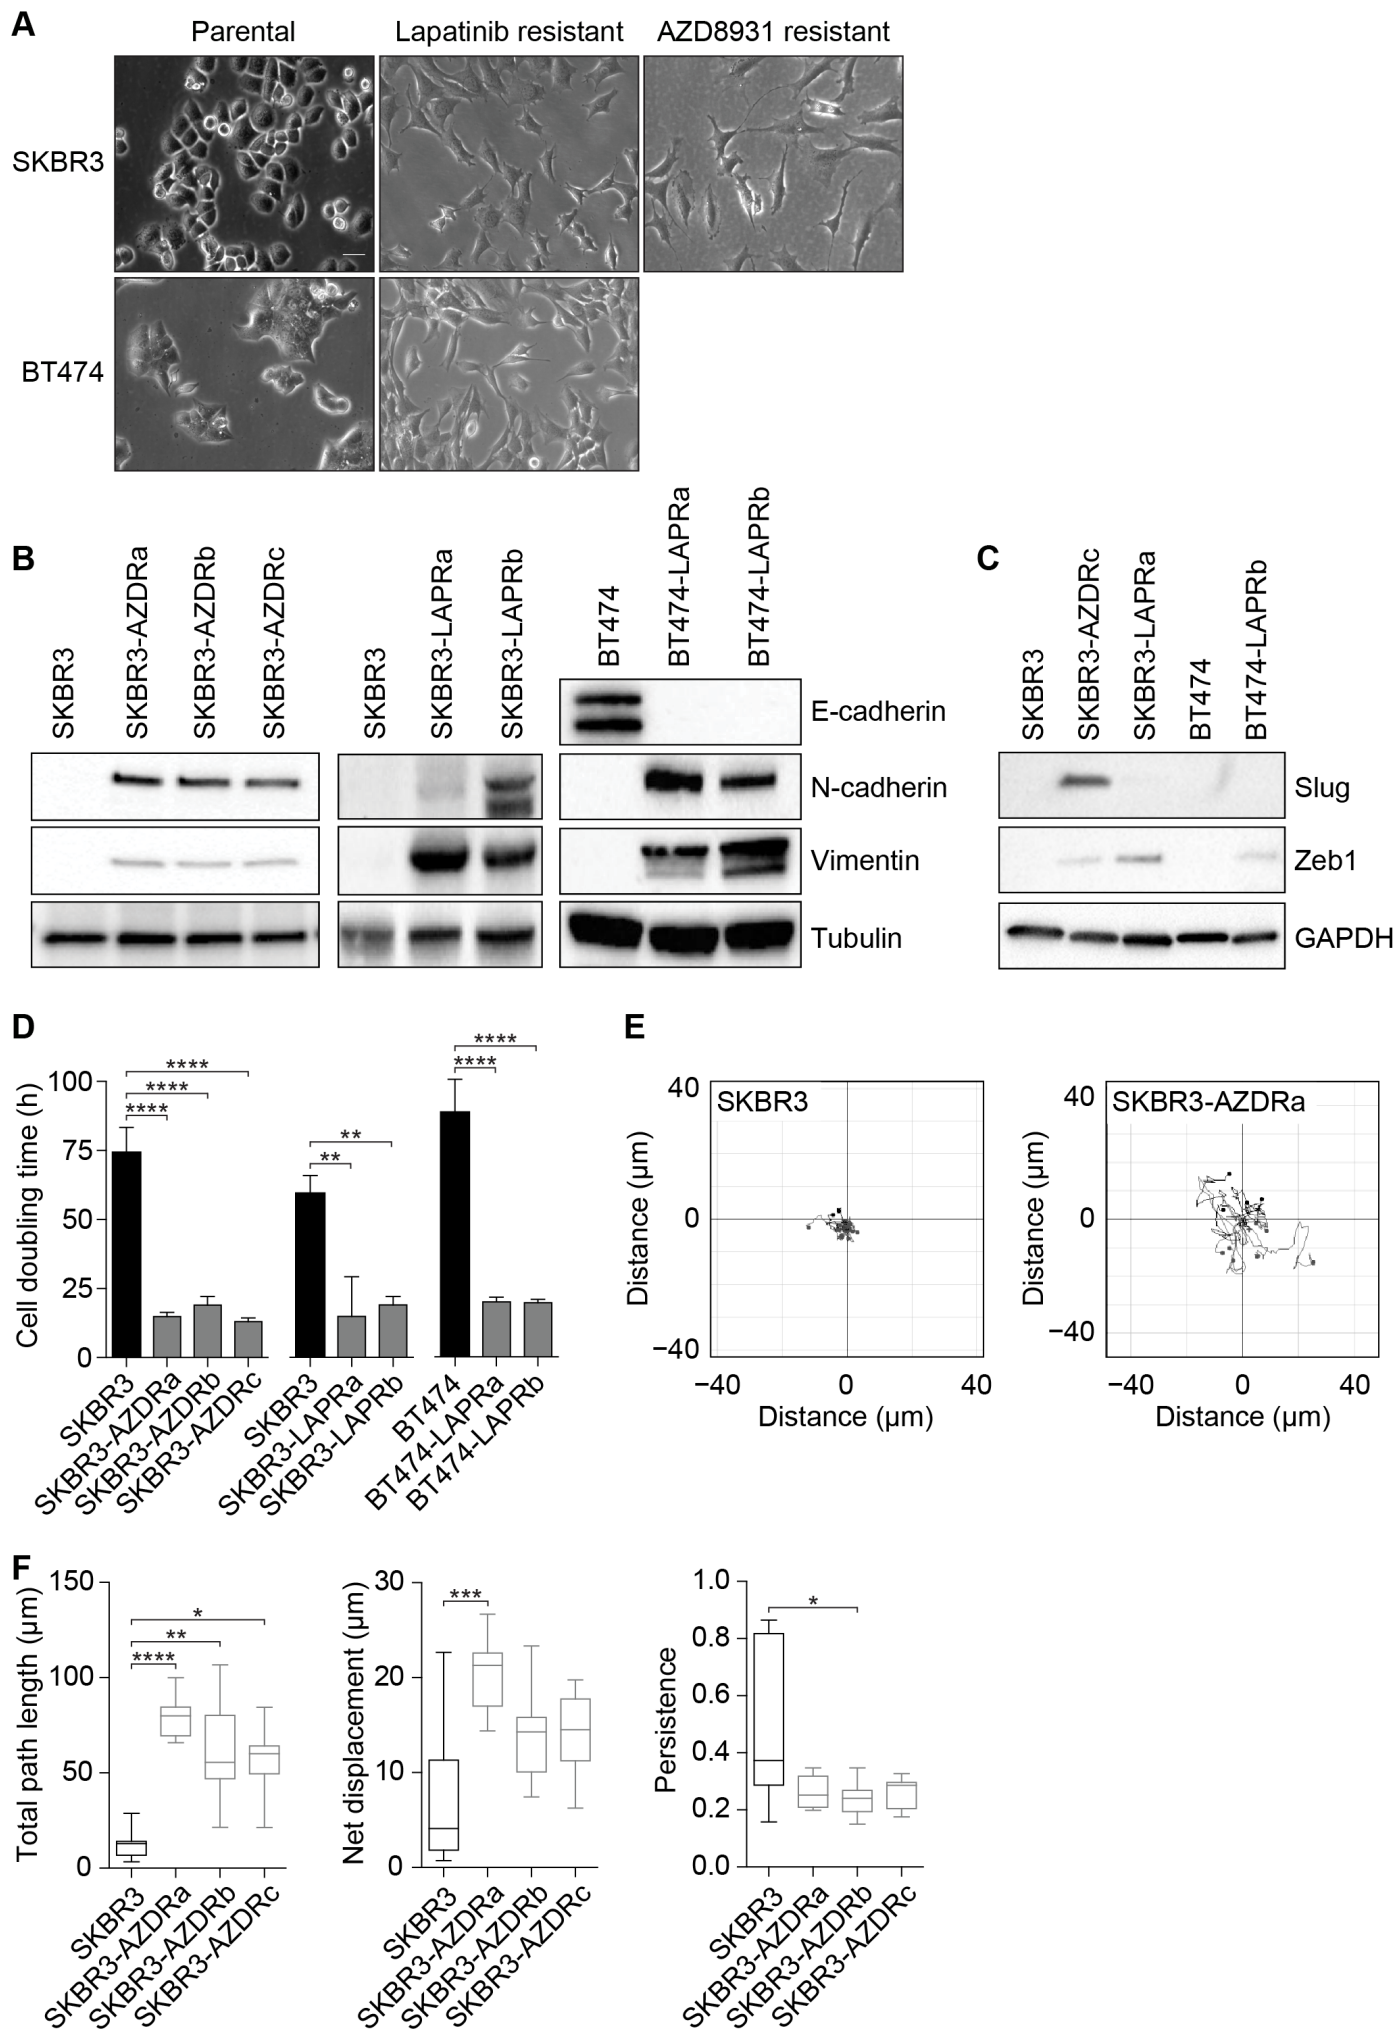 A
Parental
Lapatinib resistant
AZD8931 resistant
SKBR3
BT474
B
SKBR3
SKBR3-AZDRa
SKBR3-AZDRb
SKBR3-AZDRc
SKBR3
SKBR3-LAPRa
SKBR3-LAPRb
BT474
BT474-LAPRa
BT474-LAPRb
E-cadherin
N-cadherin
Vimentin
Tubulin
C
SKBR3
SKBR3-AZDRc
SKBR3-LAPRa
BT474
BT474-LAPRb
Slug
Zeb1
GAPDH
D
Cell doubling time (h)
100
75
50
25
0
****
****
****
**
**
****
****
SKBR3
SKBR3-AZDRa
SKBR3-AZDRb
SKBR3-AZDRc
SKBR3
SKBR3-LAPRa
SKBR3-LAPRb
BT474
BT474-LAPRa
BT474-LAPRb
E
SKBR3
Distance (μm)
40
0
−40
−40
0
40
Distance (μm)
SKBR3-AZDRa
Distance (μm)
40
0
−40
−40
0
40
Distance (μm)
F
Total path length (μm)
150
100
50
0
*
**
****
SKBR3
SKBR3-AZDRa
SKBR3-AZDRb
SKBR3-AZDRc
Net displacement (μm)
30
20
10
0
***
SKBR3
SKBR3-AZDRa
SKBR3-AZDRb
SKBR3-AZDRc
Persistence
1.0
0.8
0.6
0.4
0.2
0.0
*
SKBR3
SKBR3-AZDRa
SKBR3-AZDRb
SKBR3-AZDRc